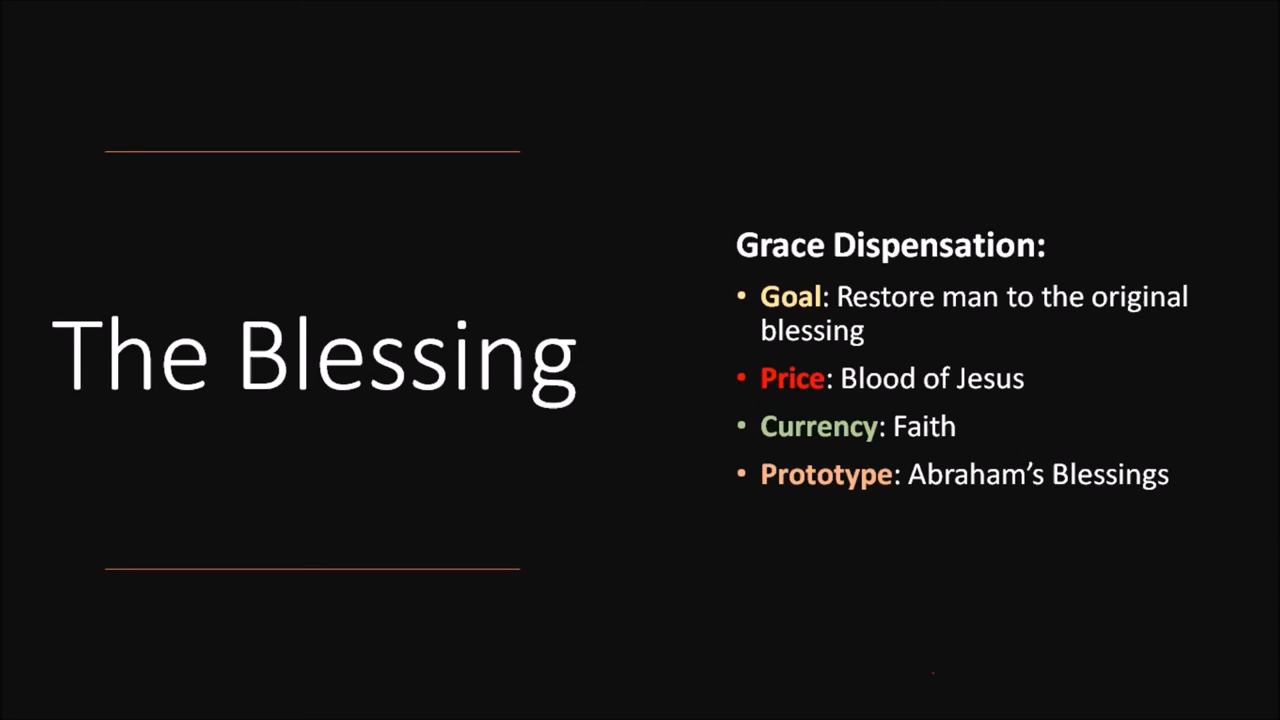 The Blessing
Grace Dispensation:
• Goal: Restore man to the original
blessing
• Price: Blood of Jesus
• Currency: Faith
• Prototype: Abraham’s Blessings